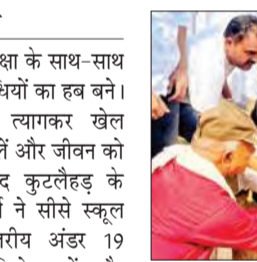 क्षा के साथ-साथ
का हब बने।
त्यागकर खेल
और जीवन को
कुटलैहड़ के
ने सीसे स्कूल
अंडर 19